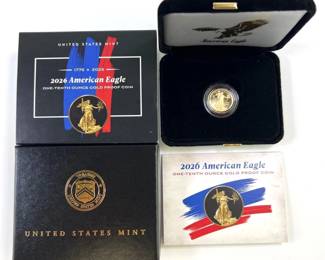 UNITED STATES MINT
1776 - 2026
2026 American Eagle
ONE-TENTH OUNCE GOLD PROOF COIN
American Eagle
UNITED STATES MINT
2026 American Eagle
ONE-TENTH OUNCE GOLD PROOF COIN